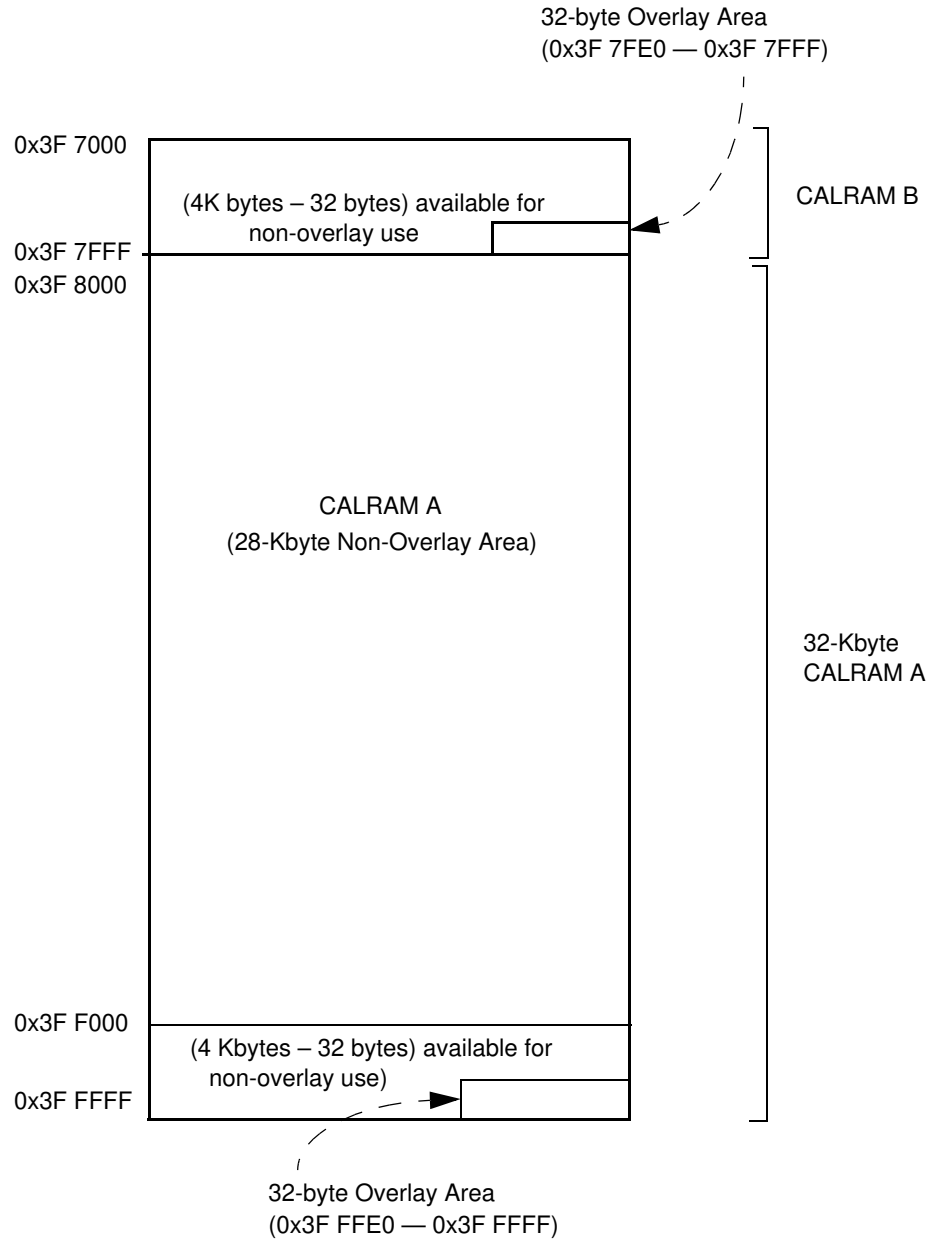 32-byte Overlay Area
(0x3F 7FE0 — 0x3F 7FFF)
0x3F 7000
(4K bytes – 32 bytes) available for
non-overlay use
CALRAM B
0x3F 7FFF
0x3F 8000
CALRAM A
(28-Kbyte Non-Overlay Area)
32-Kbyte
CALRAM A
0x3F F000
(4 Kbytes – 32 bytes) available for
non-overlay use)
0x3F FFFF
32-byte Overlay Area
(0x3F FFE0 — 0x3F FFFF)